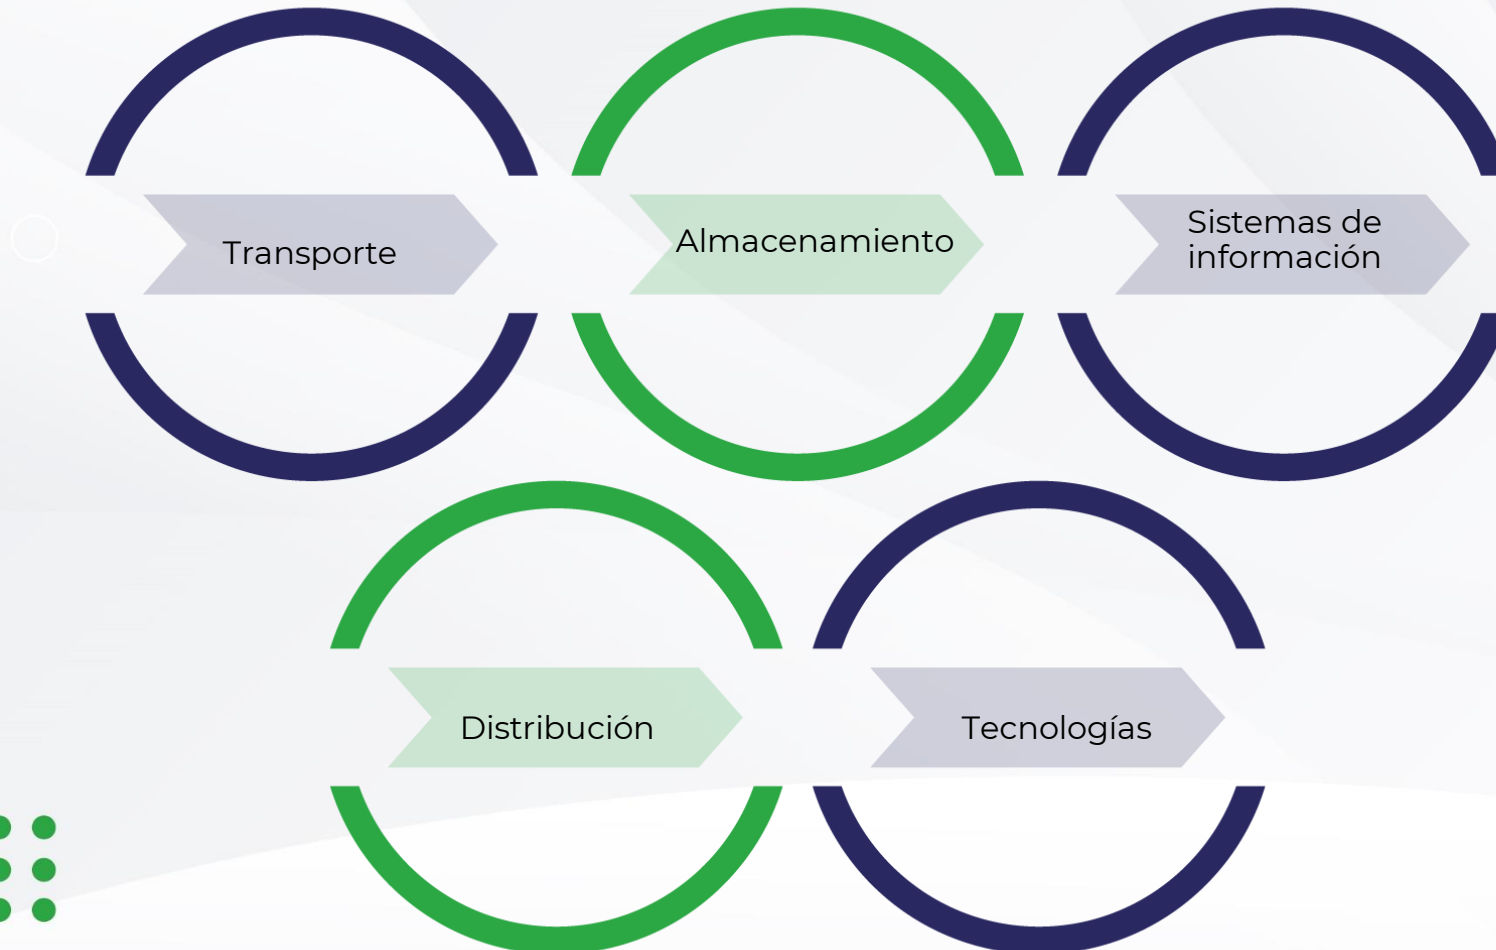 Transporte
Almacenamiento
Sistemas de
información
Distribución
Tecnologías